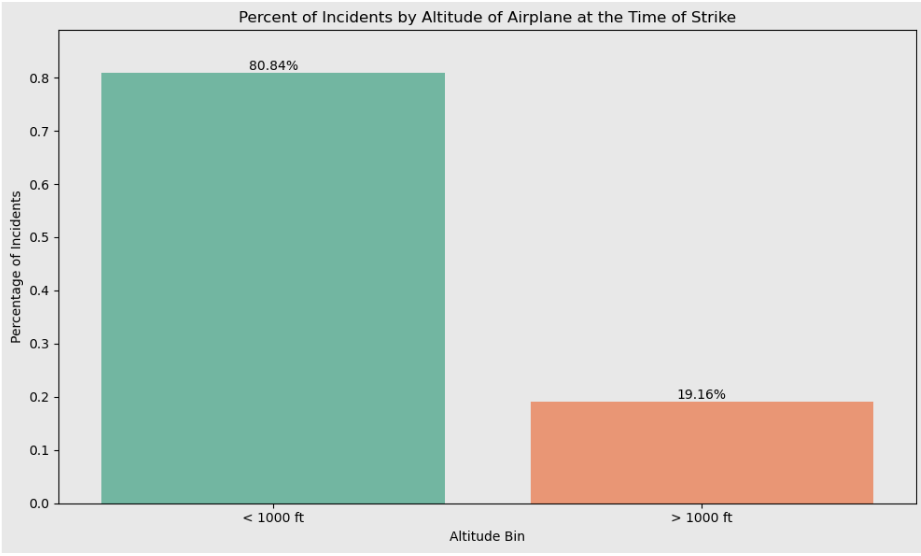 Percent of Incidents by Altitude of Airplane at the Time of Strike
80.84%
19.16%
0.8
0.7
0.6
0.5
0.4
0.3
0.2
0.1
0.0
Percentage of Incidents
< 1000 ft
> 1000 ft
Altitude Bin